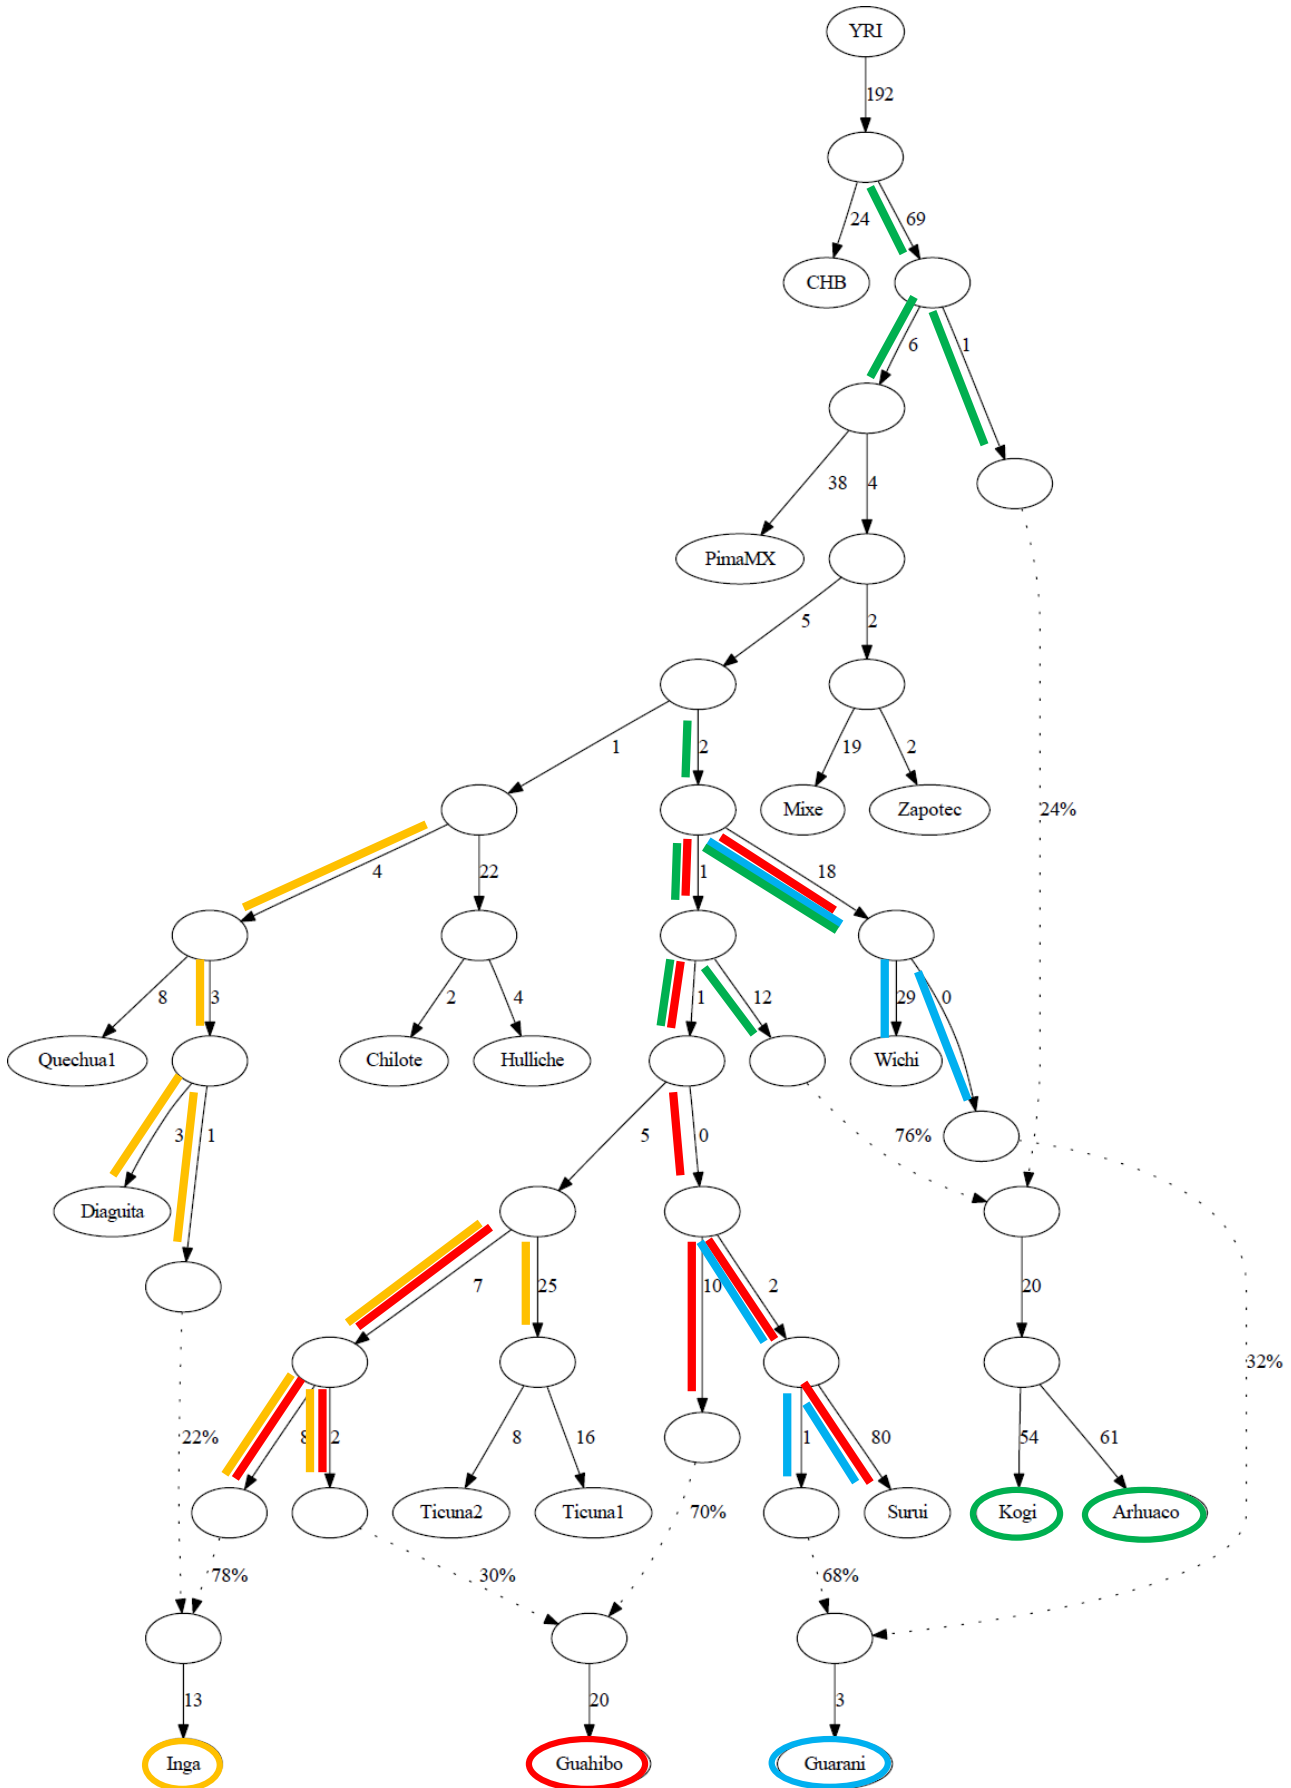 YRI
192
24 69
CHB
6 1
38 4
PimaMX
5 2
1 2 19 2
Mixe Zapotec 24%
4 22 1 18
8 3 2 4 1 12 29 0
Quechua1 Chilote Hulliche Wichi
3 1 5 0 76%
Diaguita
7 25 10 2 20
32%
22% 8 2 8 16 1 80 54 61
Ticuna2 Ticuna1 70% Surui Kogi Arhuaco
78% 30% 68%
13 20 3
Inga Guahibo Guarani